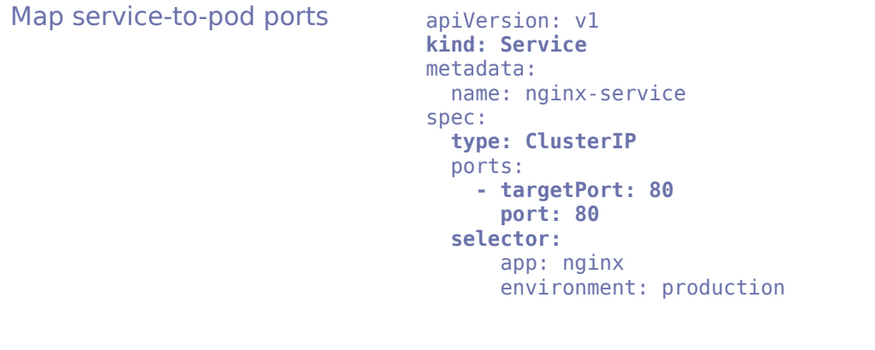 Map service-to-pod ports
apiVersion: v1
kind: Service
metadata:
  name: nginx-service
spec:
  type: ClusterIP
  ports:
    - targetPort: 80
      port: 80
  selector:
      app: nginx
      environment: production